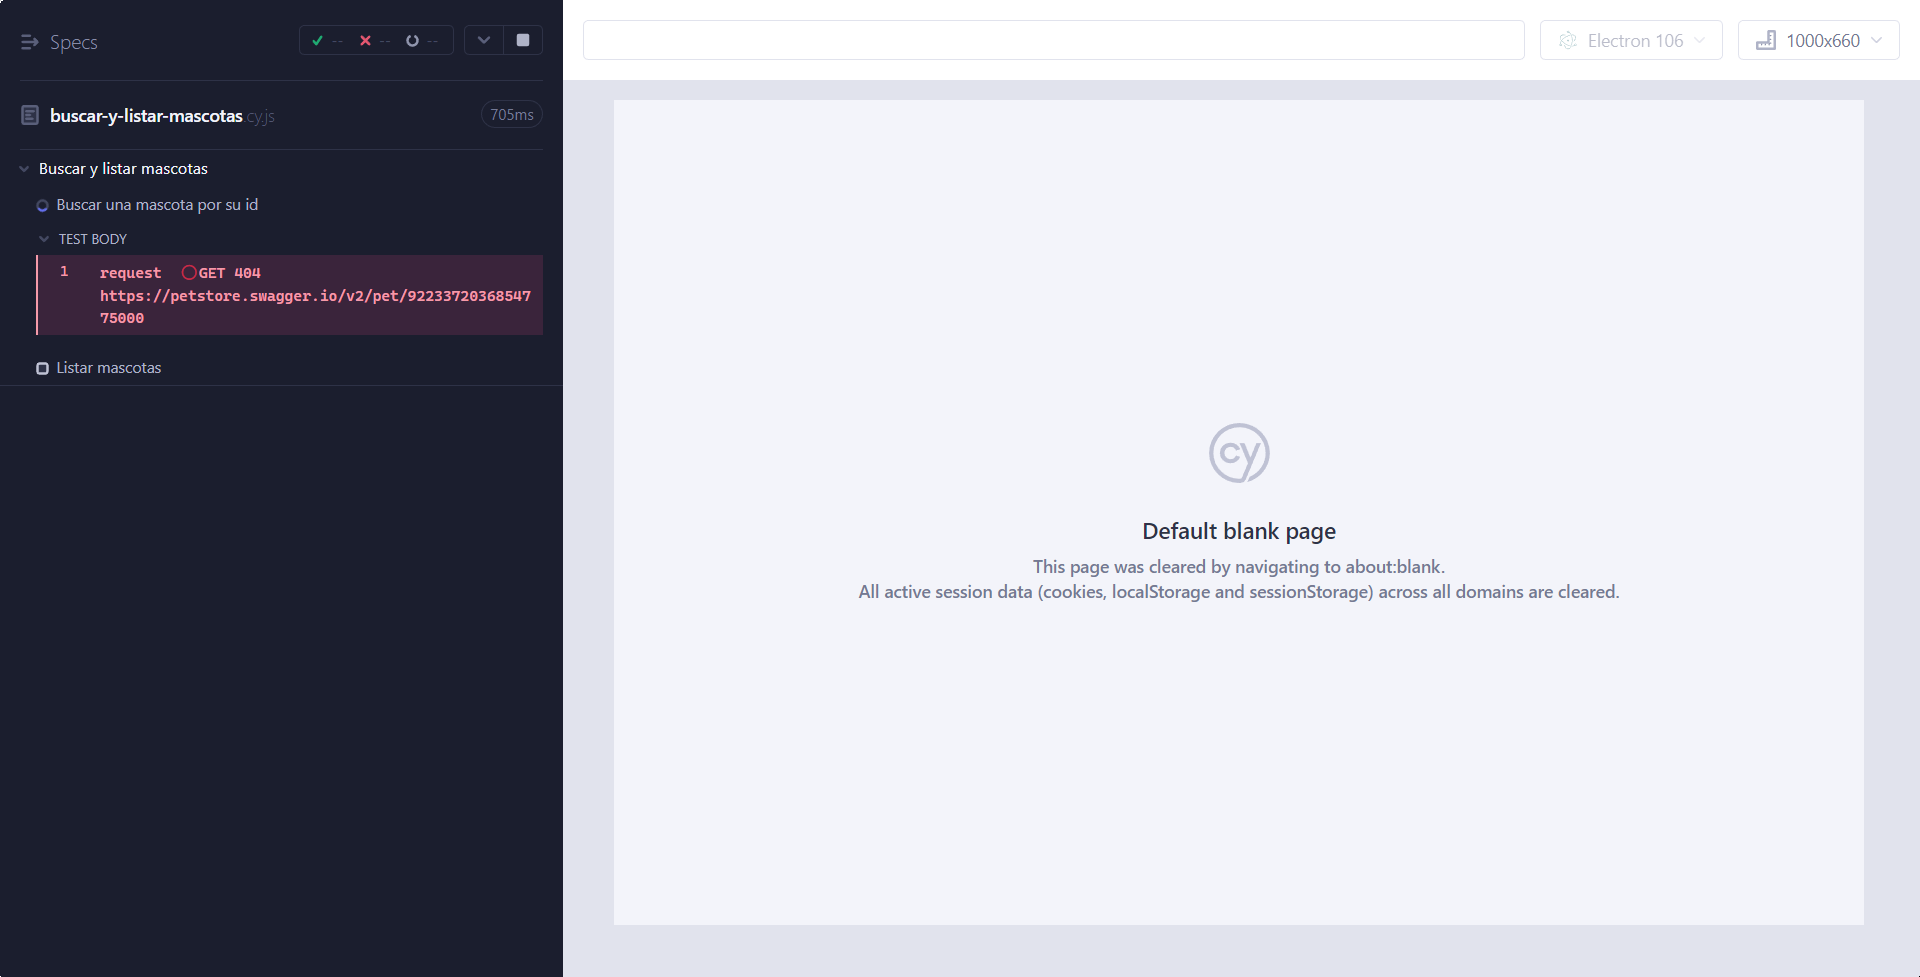 Specs
-- -- --
buscar-y-listar-mascotas.cy.js
705ms
Buscar y listar mascotas
Buscar una mascota por su id
TEST BODY
1 request GET 404
https://petstore.swagger.io/v2/pet/92233720368547
75000
Listar mascotas
Electron 106
1000x660
cy
Default blank page
This page was cleared by navigating to about:blank.
All active session data (cookies, localStorage and sessionStorage) across all domains are cleared.